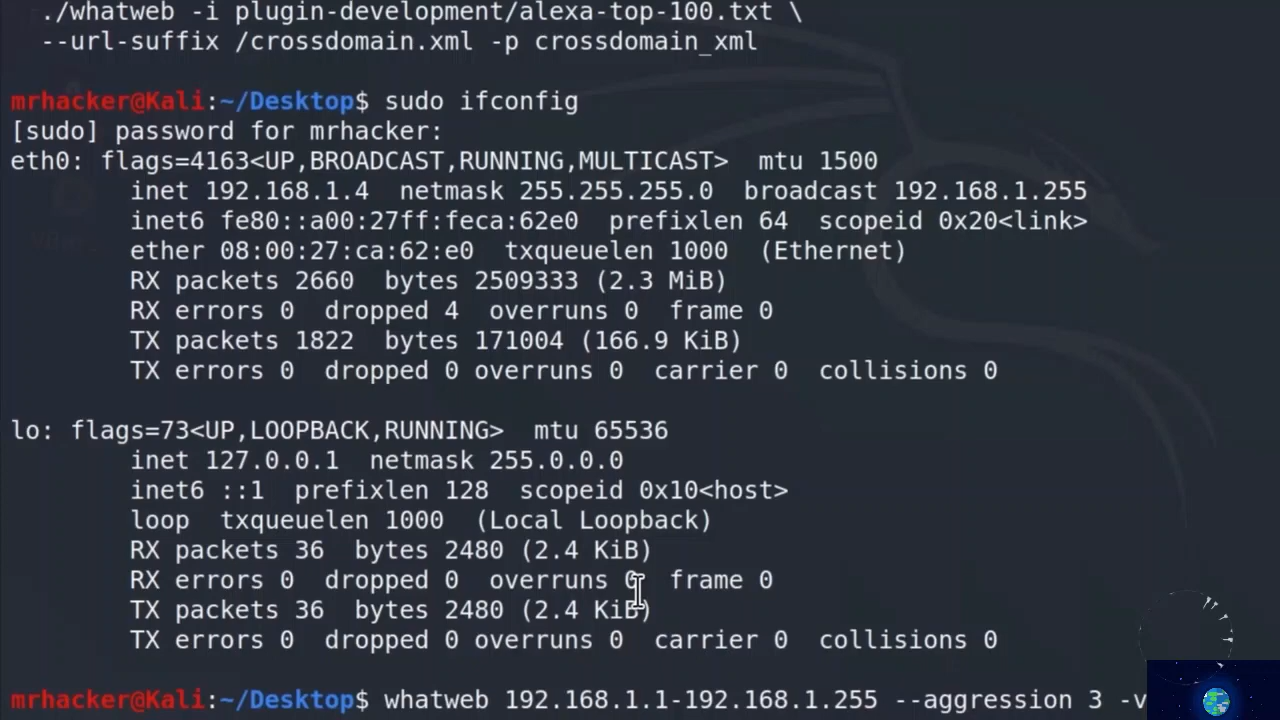 ./whatweb -i plugin-development/alexa-top-100.txt \
--url-suffix /crossdomain.xml -p crossdomain_xml
mrhacker@Kali:~/Desktop$ sudo ifconfig
[sudo] password for mrhacker:
eth0: flags=4163<UP,BROADCAST,RUNNING,MULTICAST>  mtu 1500
inet 192.168.1.4  netmask 255.255.255.0  broadcast 192.168.1.255
inet6 fe80::a00:27ff:feca:62e0  prefixlen 64  scopeid 0x20<link>
ether 08:00:27:ca:62:e0  txqueuelen 1000  (Ethernet)
RX packets 2660  bytes 2509333 (2.3 MiB)
RX errors 0  dropped 4  overruns 0  frame 0
TX packets 1822  bytes 171004 (166.9 KiB)
TX errors 0  dropped 0 overruns 0  carrier 0  collisions 0
lo: flags=73<UP,LOOPBACK,RUNNING>  mtu 65536
inet 127.0.0.1  netmask 255.0.0.0
inet6 ::1  prefixlen 128  scopeid 0x10<host>
loop  txqueuelen 1000  (Local Loopback)
RX packets 36  bytes 2480 (2.4 KiB)
RX errors 0  dropped 0  overruns 0  frame 0
TX packets 36  bytes 2480 (2.4 KiB)
TX errors 0  dropped 0 overruns 0  carrier 0  collisions 0
mrhacker@Kali:~/Desktop$ whatweb 192.168.1.1-192.168.1.255 --aggression 3 -v